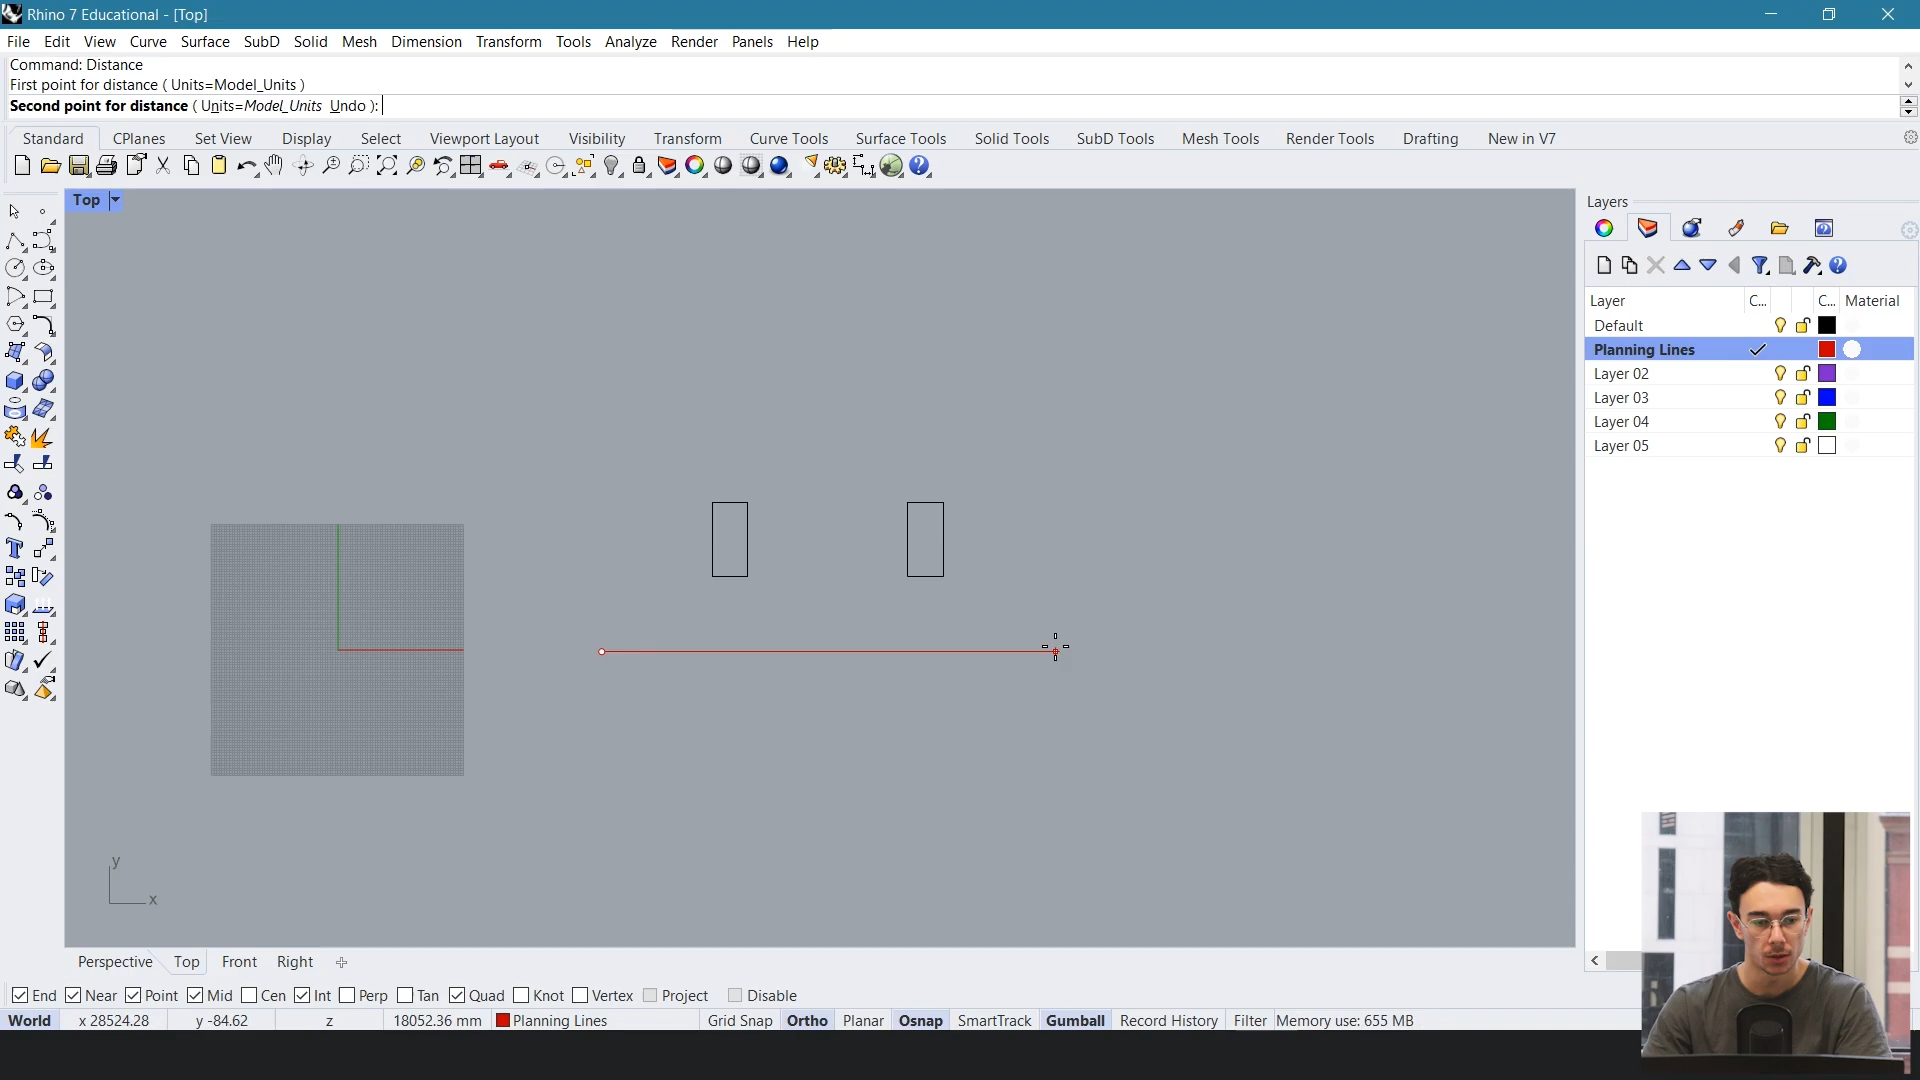 Rhino 7 Educational - [Top]
File Edit View Curve Surface SubD Solid Mesh Dimension Transform Tools Analyze Render Panels Help
Command: Distance
First point for distance ( Units=Model_Units )
Second point for distance ( Units=Model_Units Undo ):
Standard CPlanes Set View Display Select Viewport Layout Visibility Transform Curve Tools Surface Tools Solid Tools SubD Tools Mesh Tools Render Tools Drafting New in V7
Top
Layers
Layer C... C... Material
Default
Planning Lines
Layer 02
Layer 03
Layer 04
Layer 05
y
x
Perspective Top Front Right
End Near Point Mid Cen Int Perp Tan Quad Knot Vertex Project Disable
World x 28524.28 y -84.62 z 18052.36 mm Planning Lines Grid Snap Ortho Planar Osnap SmartTrack Gumball Record History Filter Memory use: 655 MB